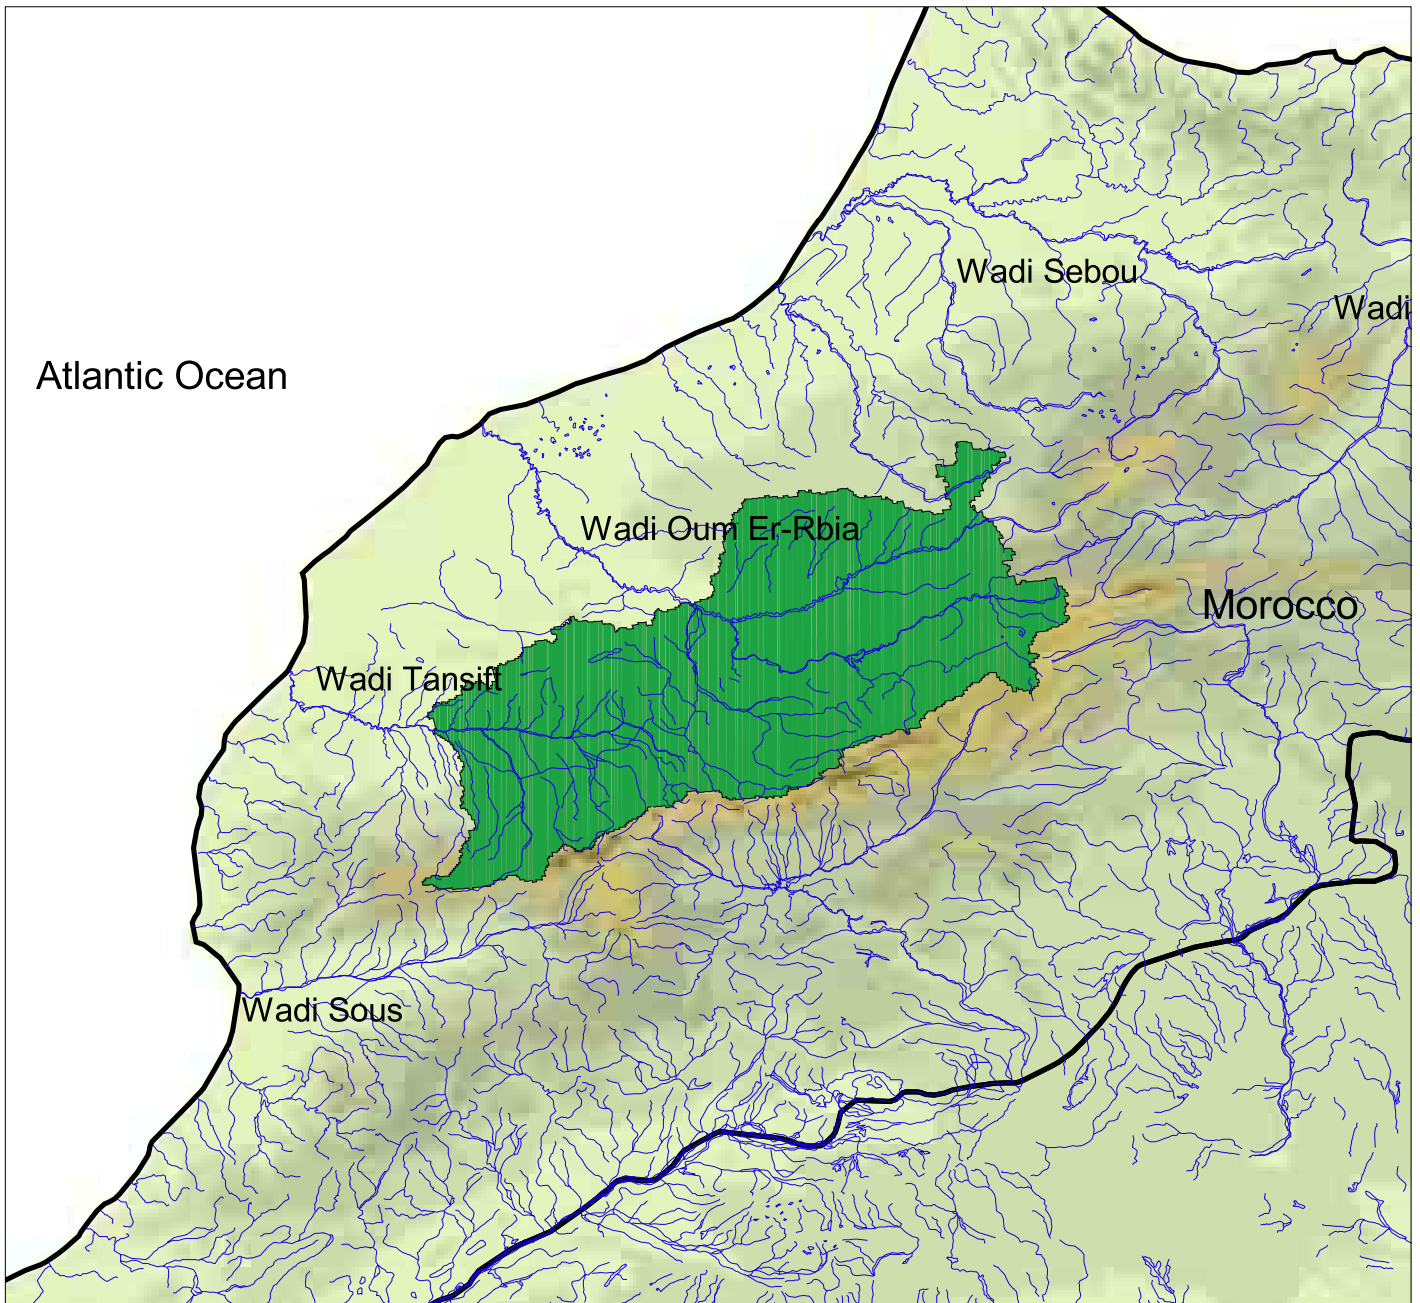 Wadi Sebou
Wadi
Atlantic Ocean
Wadi Oum Er-Rbia
Morocco
Wadi Tansift
Wadi Sous